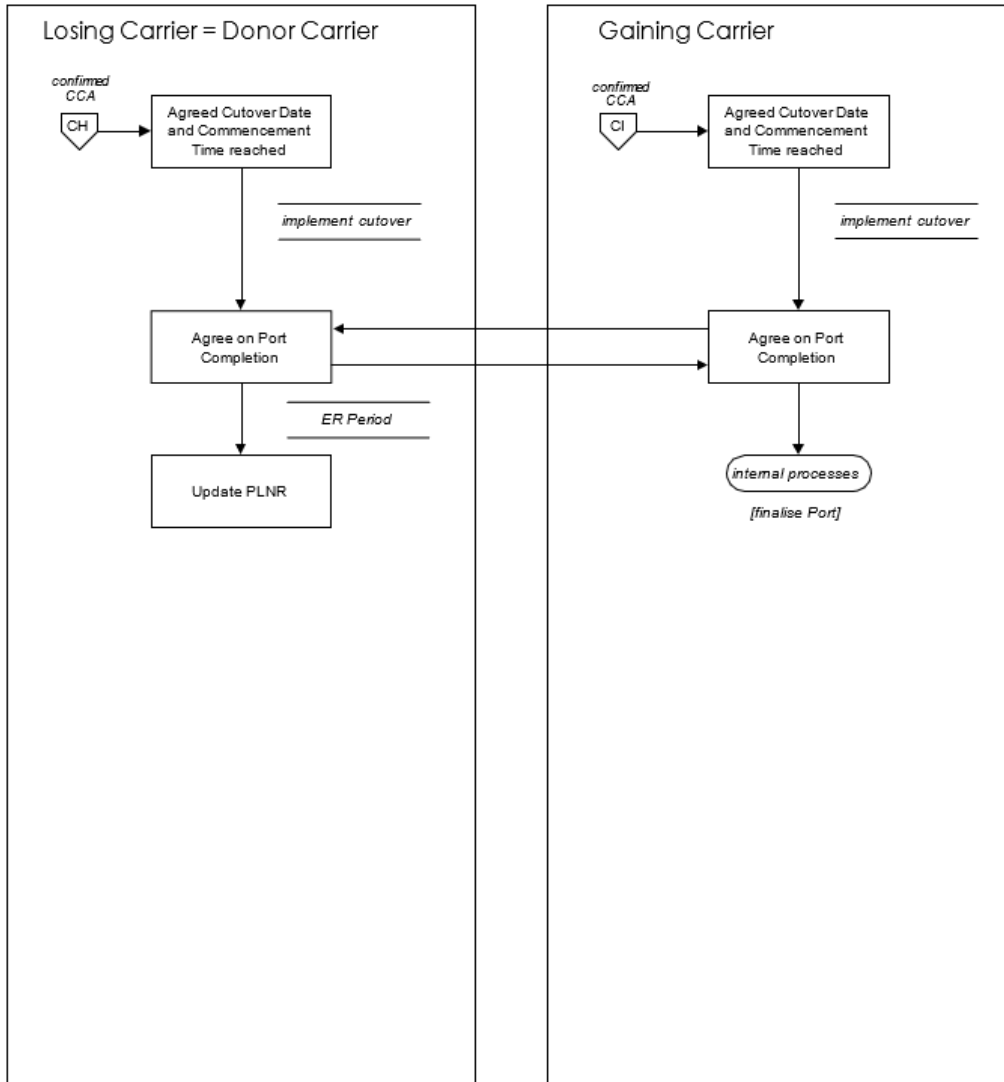 Losing Carrier = Donor Carrier
confirmed
CCA
CH
Agreed Cutover Date
and Commencement
Time reached
implement cutover
Agree on Port
Completion
ER Period
Update PLNR
Gaining Carrier
confirmed
CCA
CI
Agreed Cutover Date
and Commencement
Time reached
implement cutover
Agree on Port
Completion
internal processes
[finalise Port]